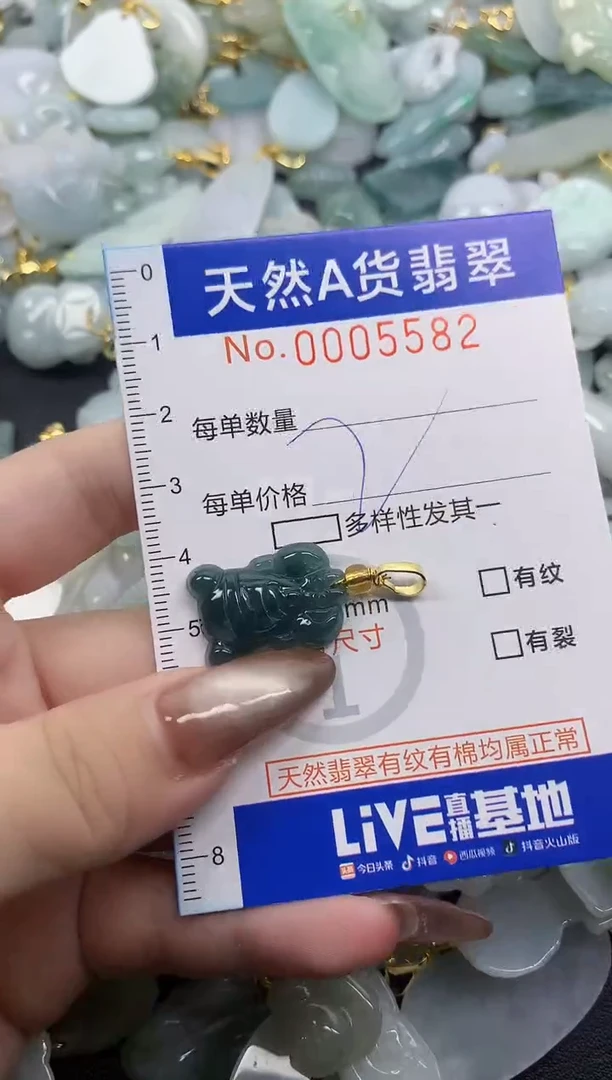 0
天然A货翡翠
No.0005582
1
2
每单数量
3
每单价格
多样性发其一
4
有纹
mm
5
尺寸
有裂
1
天然翡翠有纹有棉均属正常
LiVE直播基地
8
头条 今日头条 抖音 西瓜视频 抖音火山版